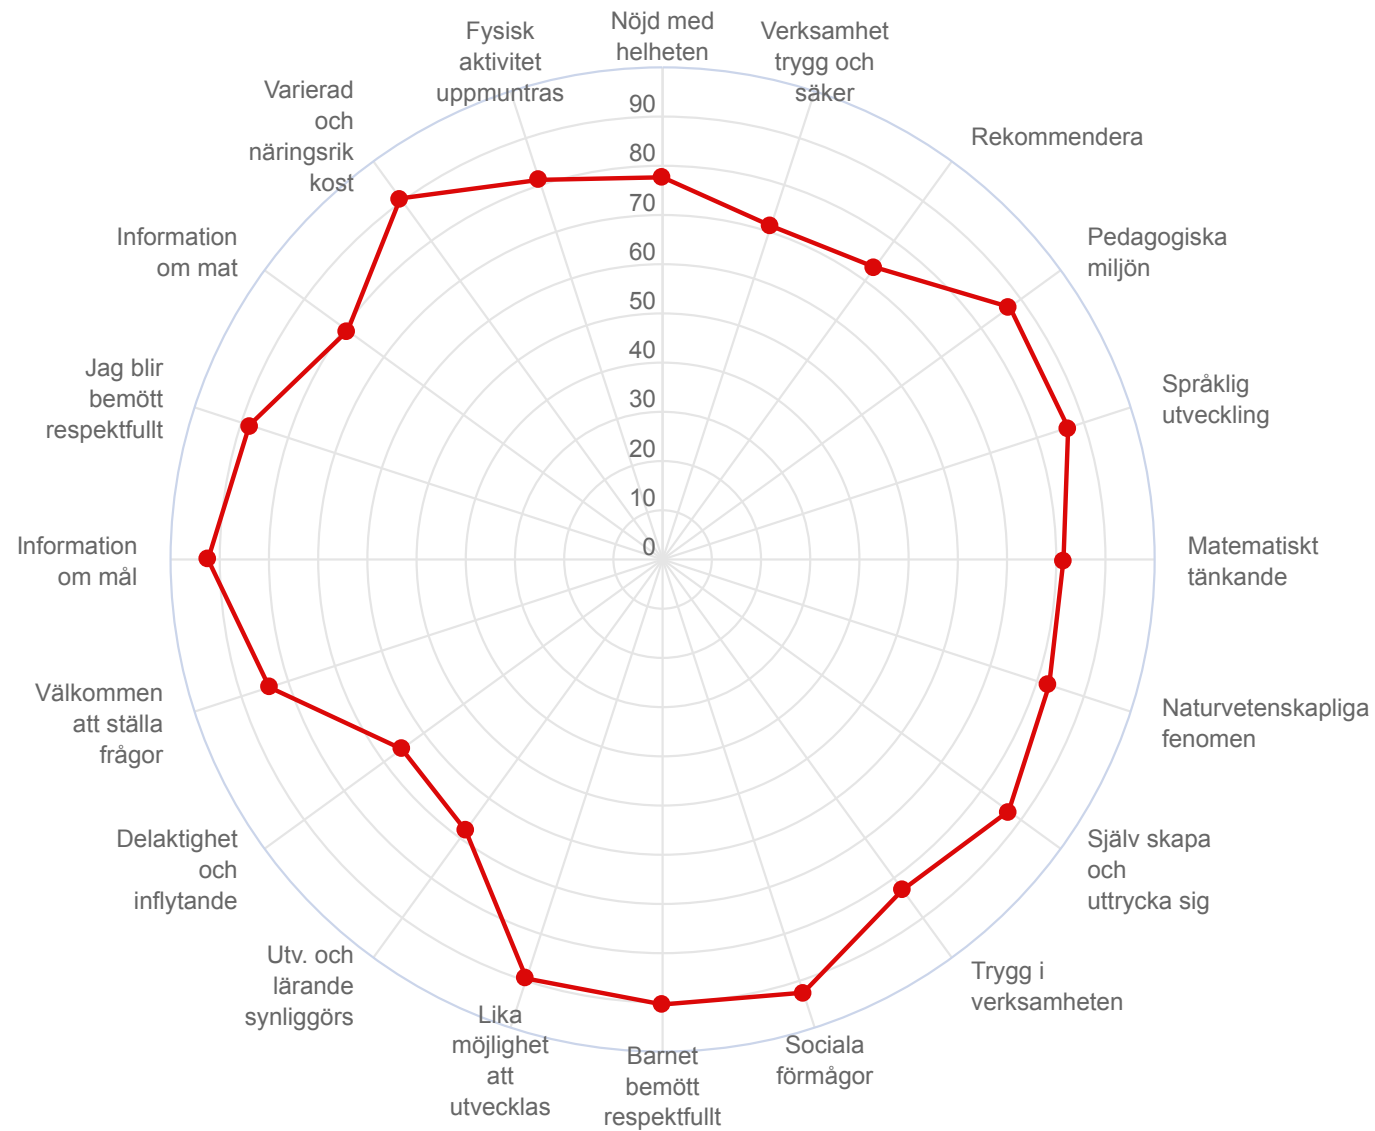 Nöjd med
helheten
Verksamhet
trygg och
säker
Rekommendera
Pedagogiska
miljön
Språklig
utveckling
Matematiskt
tänkande
Naturvetenskapliga
fenomen
Själv skapa
och
uttrycka sig
Trygg i
verksamheten
Sociala
förmågor
Barnet
bemött
respektfullt
Lika
möjlighet
att
utvecklas
Utv. och
lärande
synliggörs
Delaktighet
och
inflytande
Välkommen
att ställa
frågor
Information
om mål
Jag blir
bemött
respektfullt
Information
om mat
Varierad
och
näringsrik
kost
Fysisk
aktivitet
uppmuntras
90
80
70
60
50
40
30
20
10
0